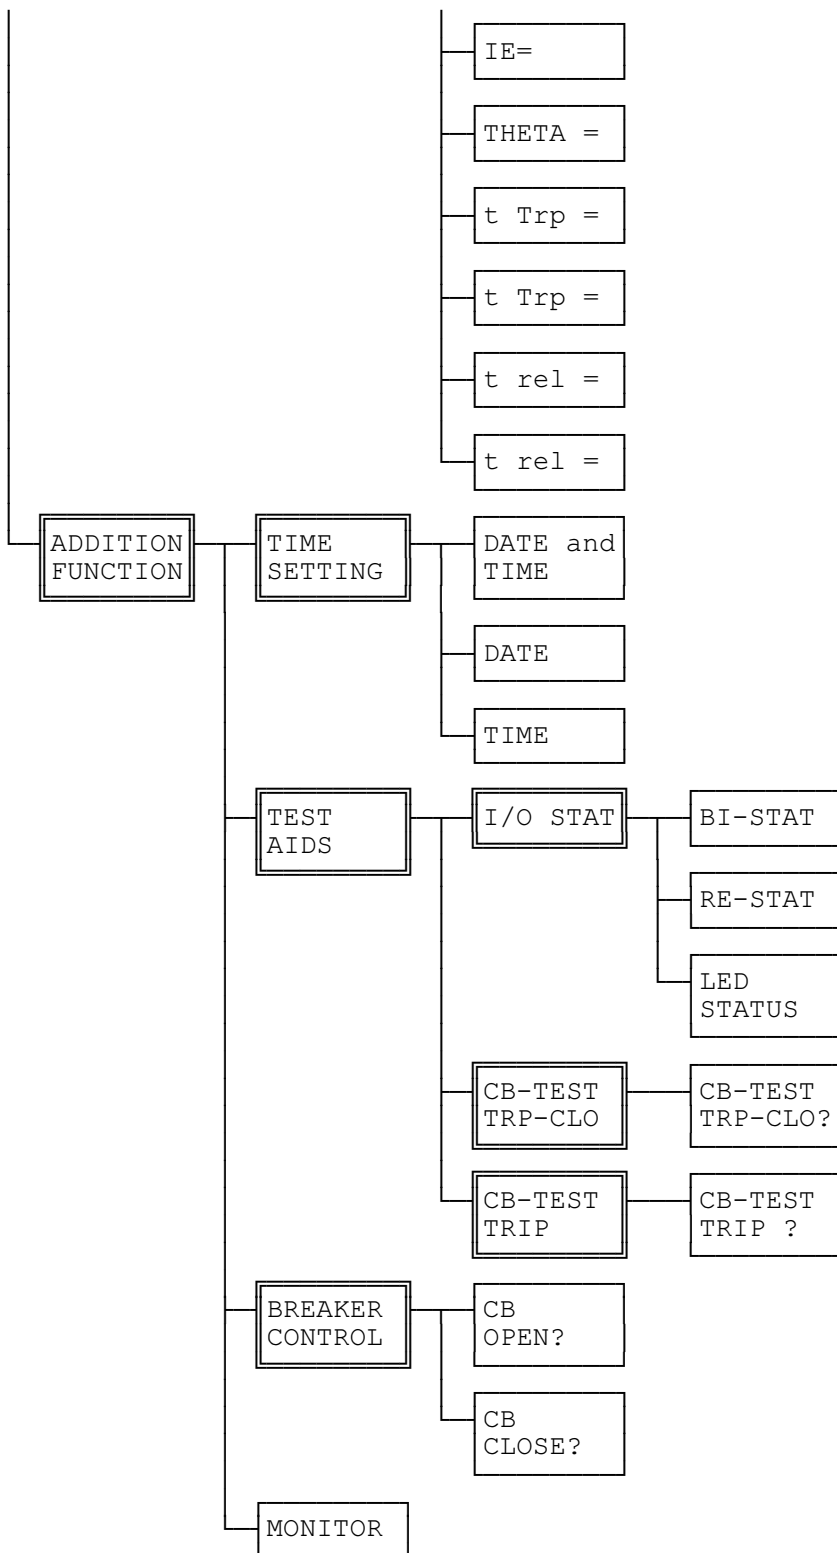 IE=
THETA =
t Trp =
t Trp =
t rel =
t rel =
ADDITION
FUNCTION
TIME
SETTING
DATE and
TIME
DATE
TIME
TEST
AIDS
I/O STAT
BI-STAT
RE-STAT
LED
STATUS
CB-TEST
TRP-CLO
CB-TEST
TRP-CLO?
CB-TEST
TRIP
CB-TEST
TRIP ?
BREAKER
CONTROL
CB
OPEN?
CB
CLOSE?
MONITOR